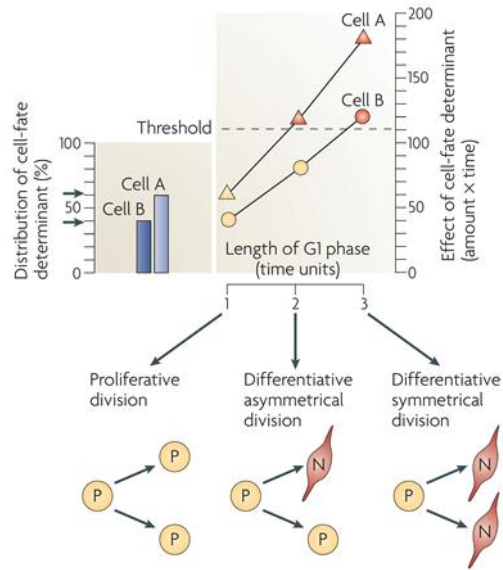 Cell A
200
150
100
50
0
Cell B
Threshold
Effect of cell-fate determinant
(amount × time)
Distribution of cell-fate
determinant (%)
100
50
0
Cell A
Cell B
Length of G1 phase
(time units)
1
2
3
Proliferative
division
Differentiative
asymmetrical
division
Differentiative
symmetrical
division
P
P
P
P
N
P
P
N
N